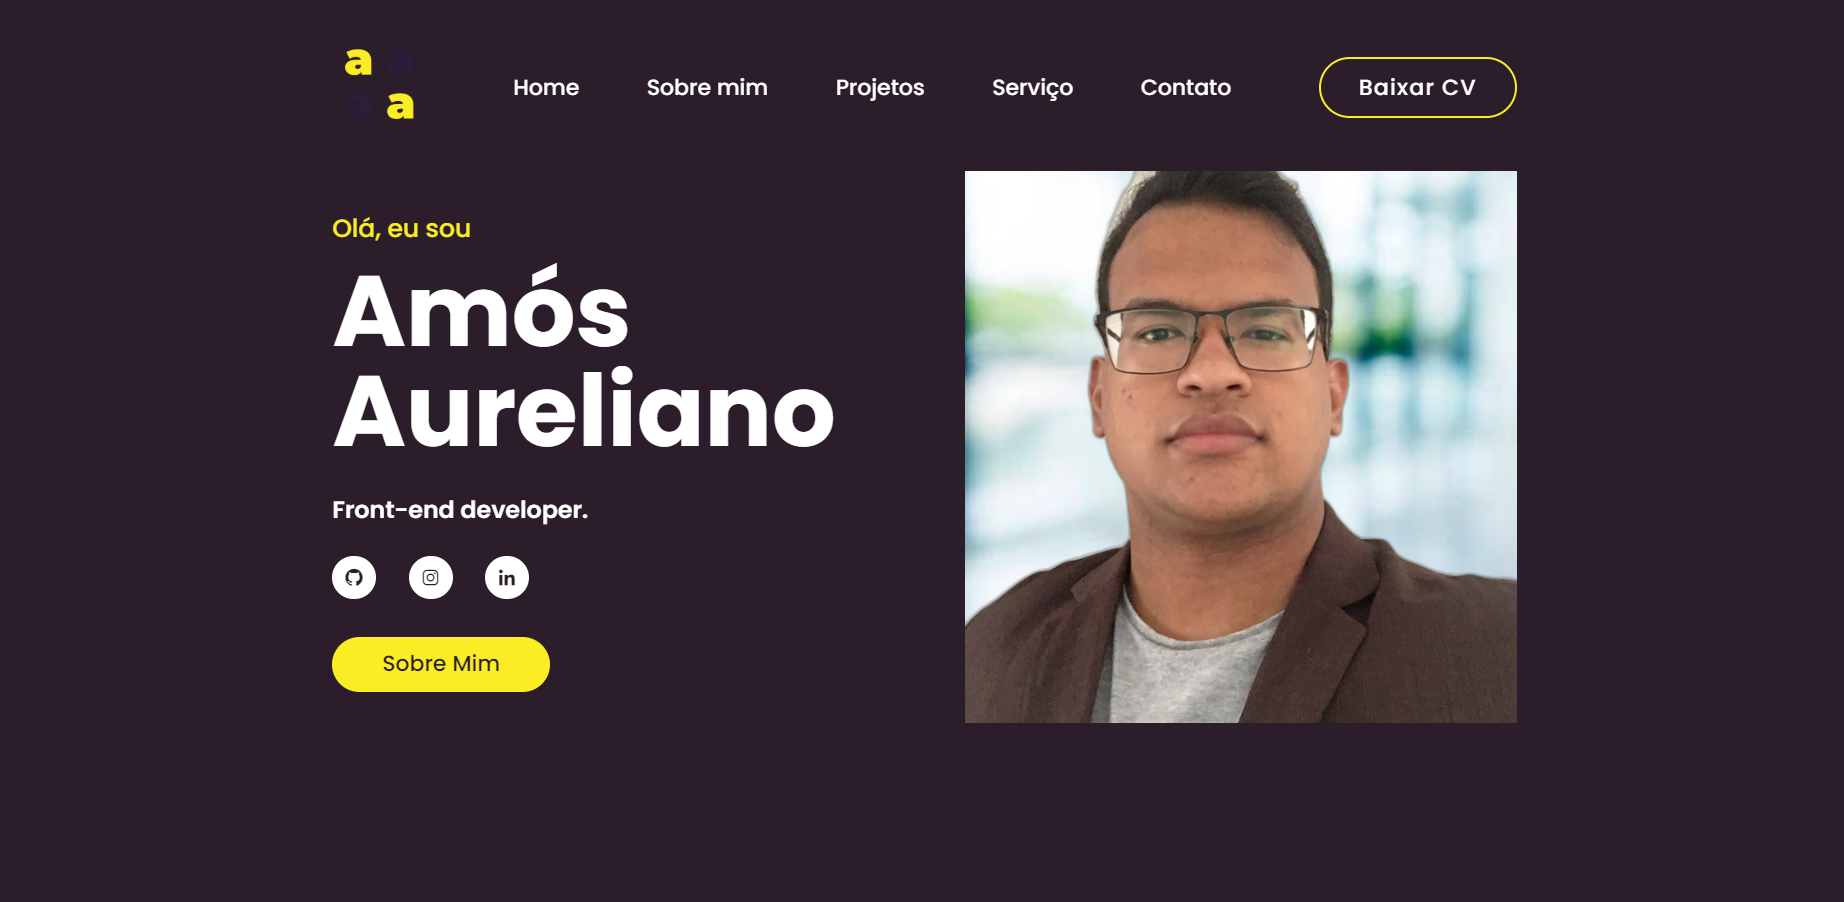 a a
a a
Home Sobre mim Projetos Serviço Contato Baixar CV
Olá, eu sou
Amós
Aureliano
Front-end developer.
in
Sobre Mim